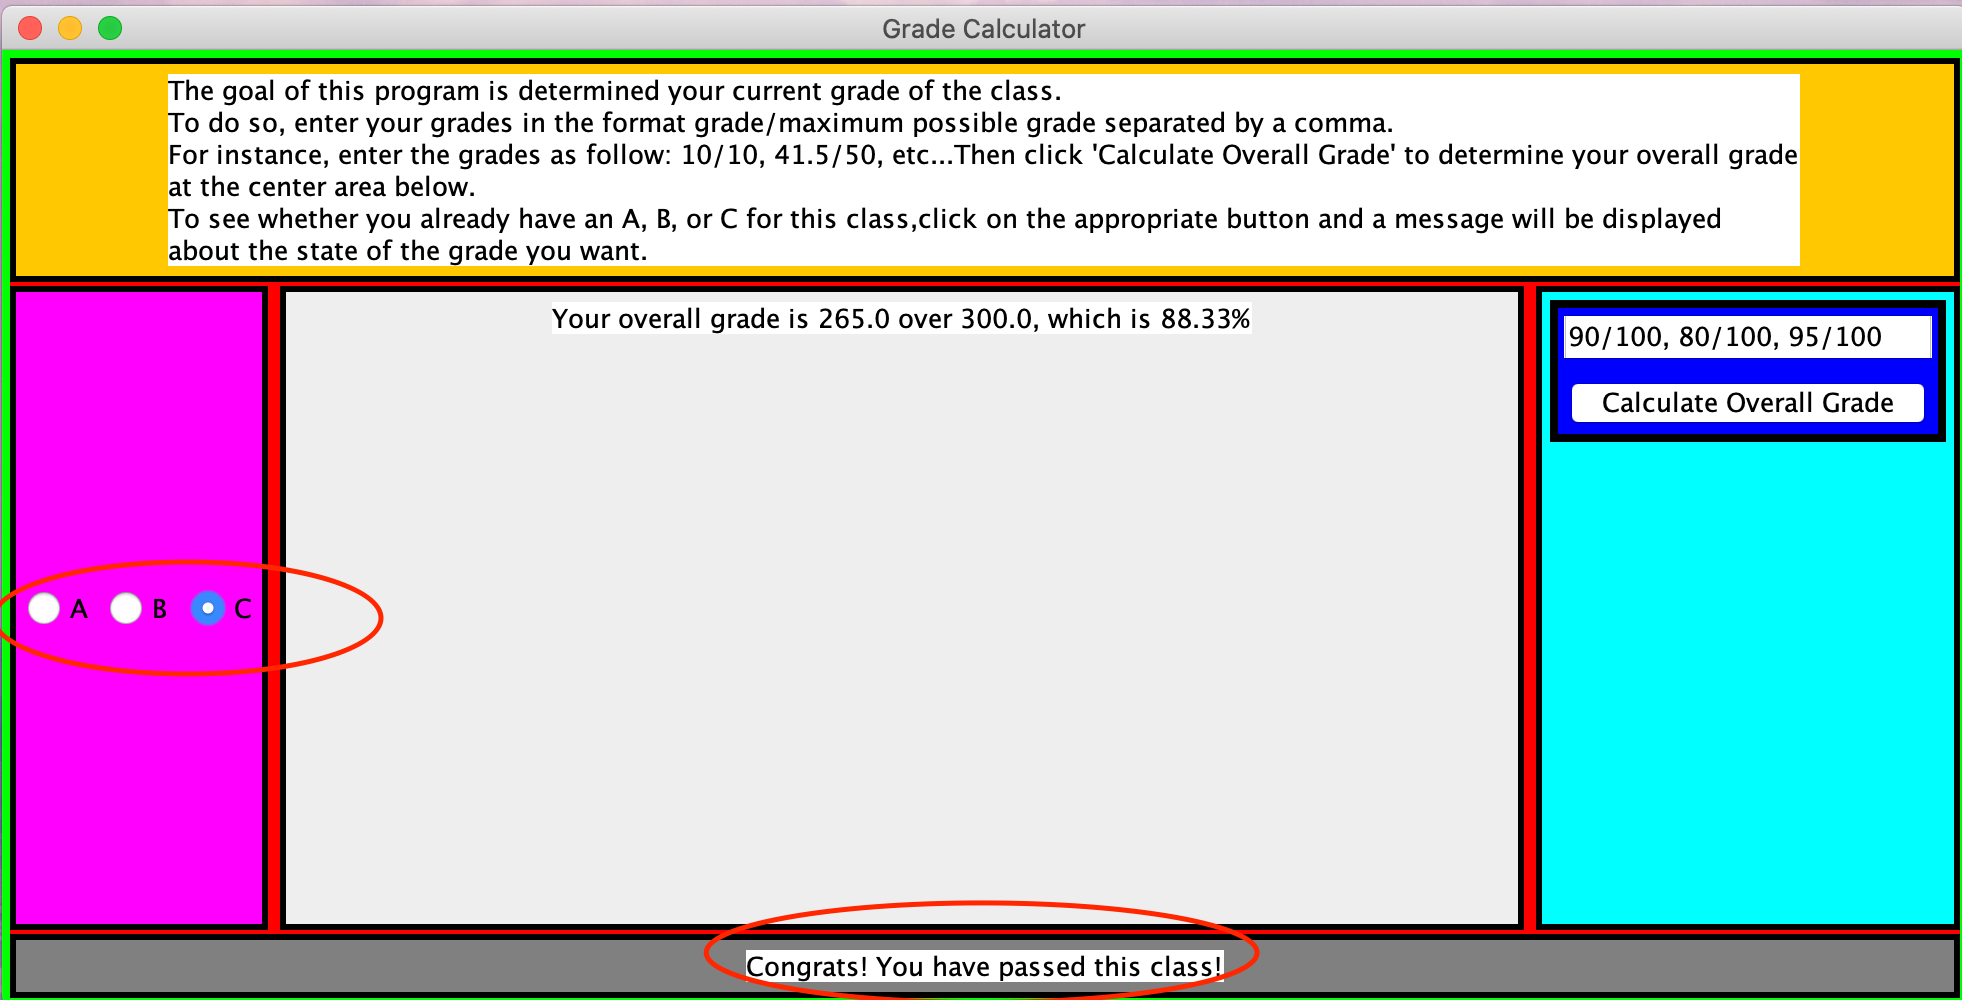 Grade Calculator
The goal of this program is determined your current grade of the class.
To do so, enter your grades in the format grade/maximum possible grade separated by a comma.
For instance, enter the grades as follow: 10/10, 41.5/50, etc...Then click 'Calculate Overall Grade' to determine your overall grade
at the center area below.
To see whether you already have an A, B, or C for this class,click on the appropriate button and a message will be displayed
about the state of the grade you want.
Your overall grade is 265.0 over 300.0, which is 88.33%
90/100, 80/100, 95/100
Calculate Overall Grade
A B C
Congrats! You have passed this class!